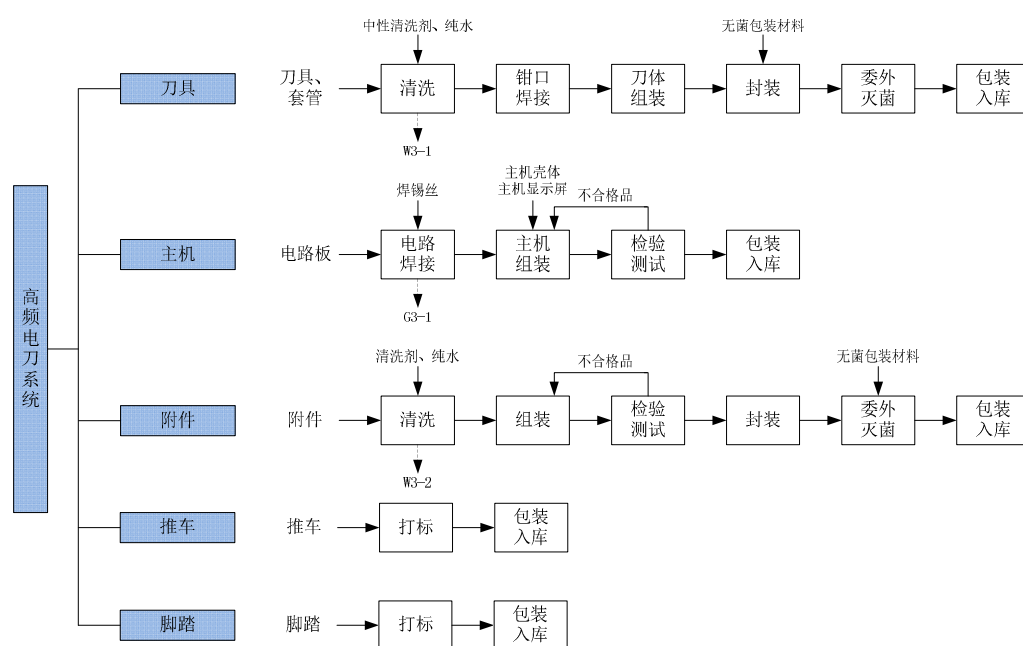 中性清洗剂、纯水
无菌包装材料
刀具
刀具、
套管
清洗
钳口
焊接
刀体
组装
封装
委外
灭菌
包装
入库
W3-1
焊锡丝
主机壳体
主机显示屏
不合格品
主机
电路板
电路
焊接
主机
组装
检验
测试
包装
入库
G3-1
高频电刀系统
清洗剂、纯水
不合格品
无菌包装材料
附件
附件
清洗
组装
检验
测试
封装
委外
灭菌
包装
入库
W3-2
推车
推车
打标
包装
入库
脚踏
脚踏
打标
包装
入库